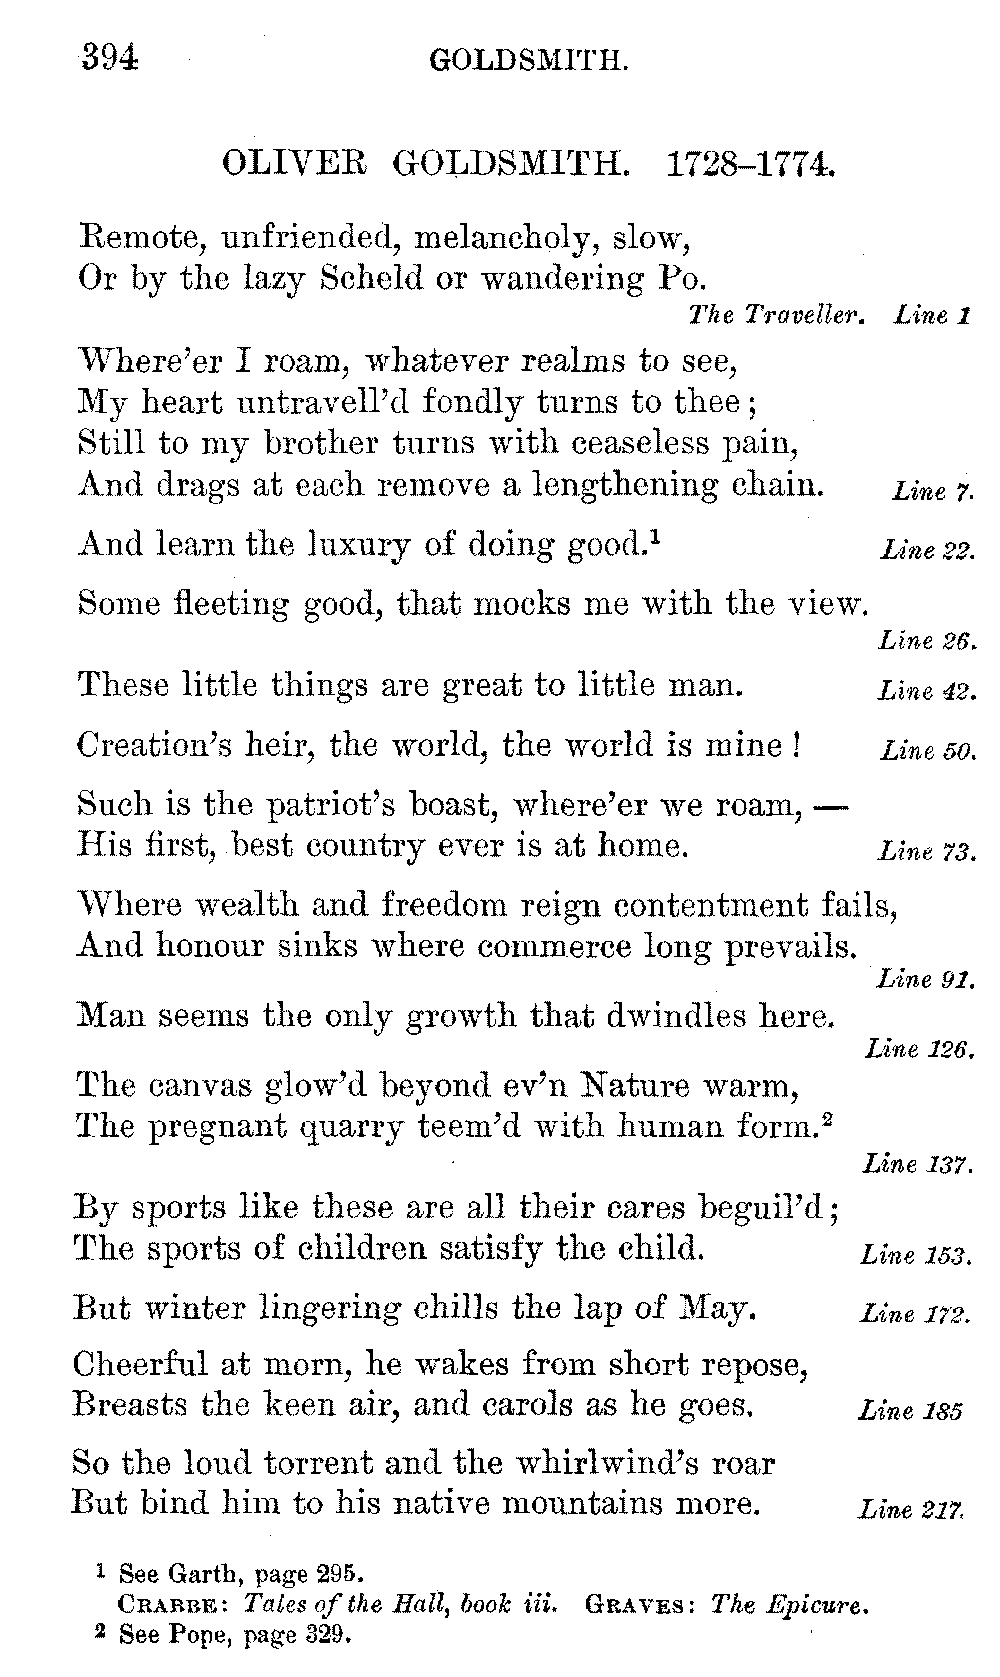 394 GOLDSMITH.
OLIVER GOLDSMITH. 1728–1774.
Remote, unfriended, melancholy, slow,
Or by the lazy Scheld or wandering Po.
The Traveller. Line 1
Where'er I roam, whatever realms to see,
My heart untravell'd fondly turns to thee;
Still to my brother turns with ceaseless pain,
And drags at each remove a lengthening chain. Line 7.
And learn the luxury of doing good.¹ Line 22.
Some fleeting good, that mocks me with the view.
Line 26.
These little things are great to little man. Line 42.
Creation's heir, the world, the world is mine! Line 50.
Such is the patriot's boast, where'er we roam, —
His first, best country ever is at home. Line 73.
Where wealth and freedom reign contentment fails,
And honour sinks where commerce long prevails.
Line 91.
Man seems the only growth that dwindles here.
Line 126.
The canvas glow'd beyond ev'n Nature warm,
The pregnant quarry teem'd with human form.²
Line 137.
By sports like these are all their cares beguil'd;
The sports of children satisfy the child. Line 153.
But winter lingering chills the lap of May. Line 172.
Cheerful at morn, he wakes from short repose,
Breasts the keen air, and carols as he goes. Line 185
So the loud torrent and the whirlwind's roar
But bind him to his native mountains more. Line 217.
1 See Garth, page 295.
CRABBE: Tales of the Hall, book iii. GRAVES: The Epicure.
2 See Pope, page 329.